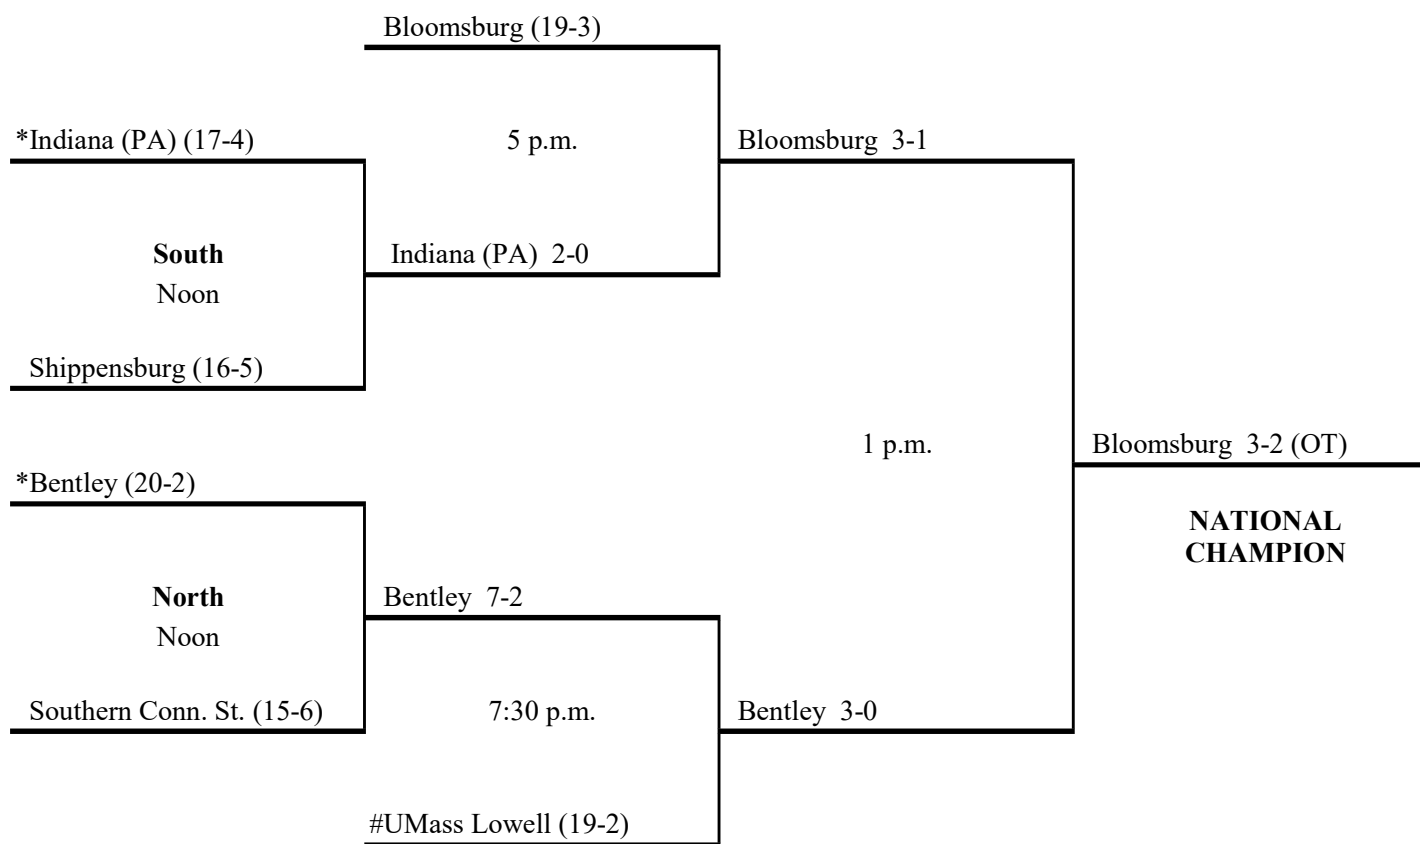 Bloomsburg (19-3)
*Indiana (PA) (17-4)
5 p.m.
Bloomsburg 3-1
South
Indiana (PA) 2-0
Noon
Shippensburg (16-5)
1 p.m.
Bloomsburg 3-2 (OT)
*Bentley (20-2)
NATIONAL
CHAMPION
North
Bentley 7-2
Noon
Southern Conn. St. (15-6)
7:30 p.m.
Bentley 3-0
#UMass Lowell (19-2)